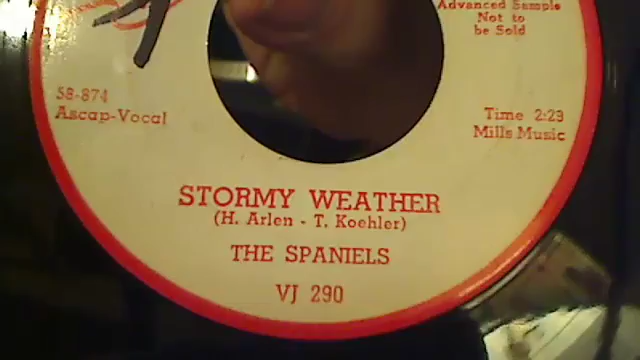 Advanced Sample
Not to
be Sold
58-874
Ascap-Vocal
Time 2:23
Mills Music
STORMY WEATHER
(H. Arlen - T. Koehler)
THE SPANIELS
VJ 290